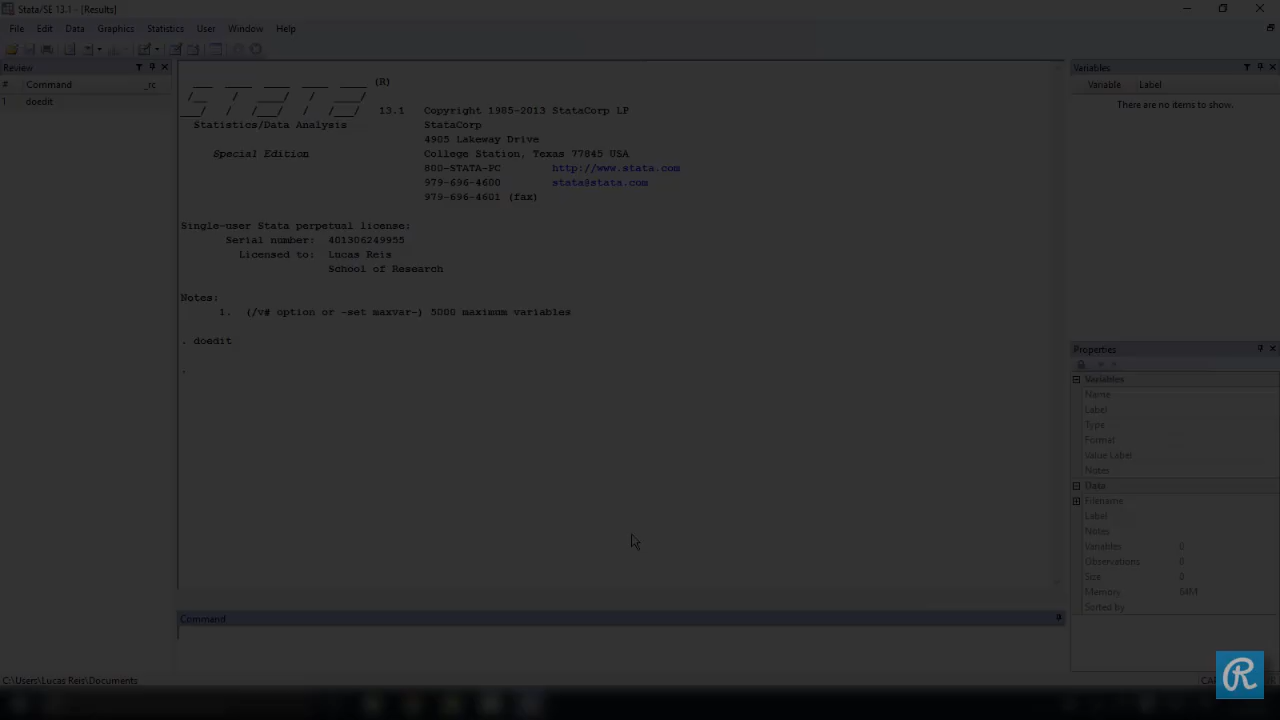 Stata/SE 13.1 - [Results]
File Edit Data Graphics Statistics User Window Help
Review
# Command _rc
1 doedit
(R)
13.1 Copyright 1985-2013 StataCorp LP
Statistics/Data Analysis StataCorp
4905 Lakeway Drive
Special Edition College Station, Texas 77845 USA
800-STATA-PC http://www.stata.com
979-696-4600 stata@stata.com
979-696-4601 (fax)
Single-user Stata perpetual license:
Serial number: 401306249955
Licensed to: Lucas Reis
School of Research
Notes:
1. (/v# option or -set maxvar-) 5000 maximum variables
. doedit
.
Command
C:\Users\Lucas Reis\Documents
Variables
Variable Label
There are no items to show.
Properties
Variables
Name
Label
Type
Format
Value Label
Notes
Data
Filename
Label
Notes
Variables 0
Observations 0
Size 0
Memory 64M
Sorted by
R